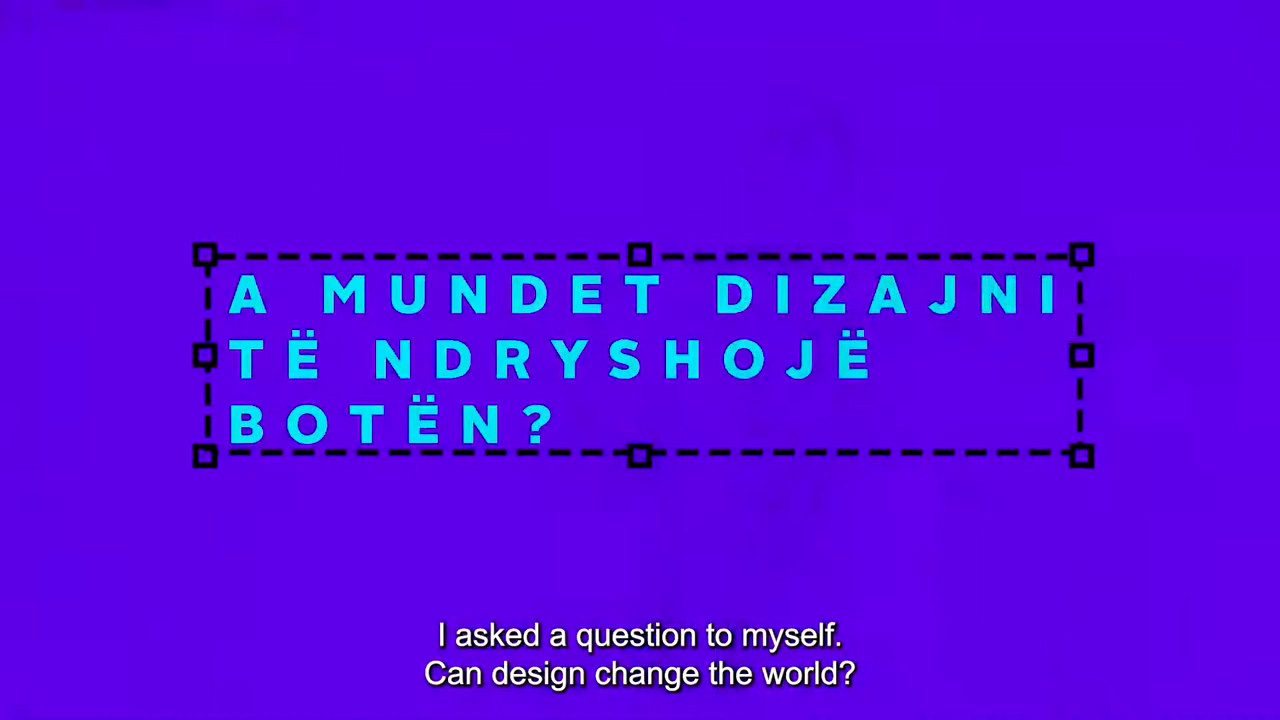 A MUNDET DIZAJNI
TË NDRYSHOJË
BOTËN?
I asked a question to myself.
Can design change the world?